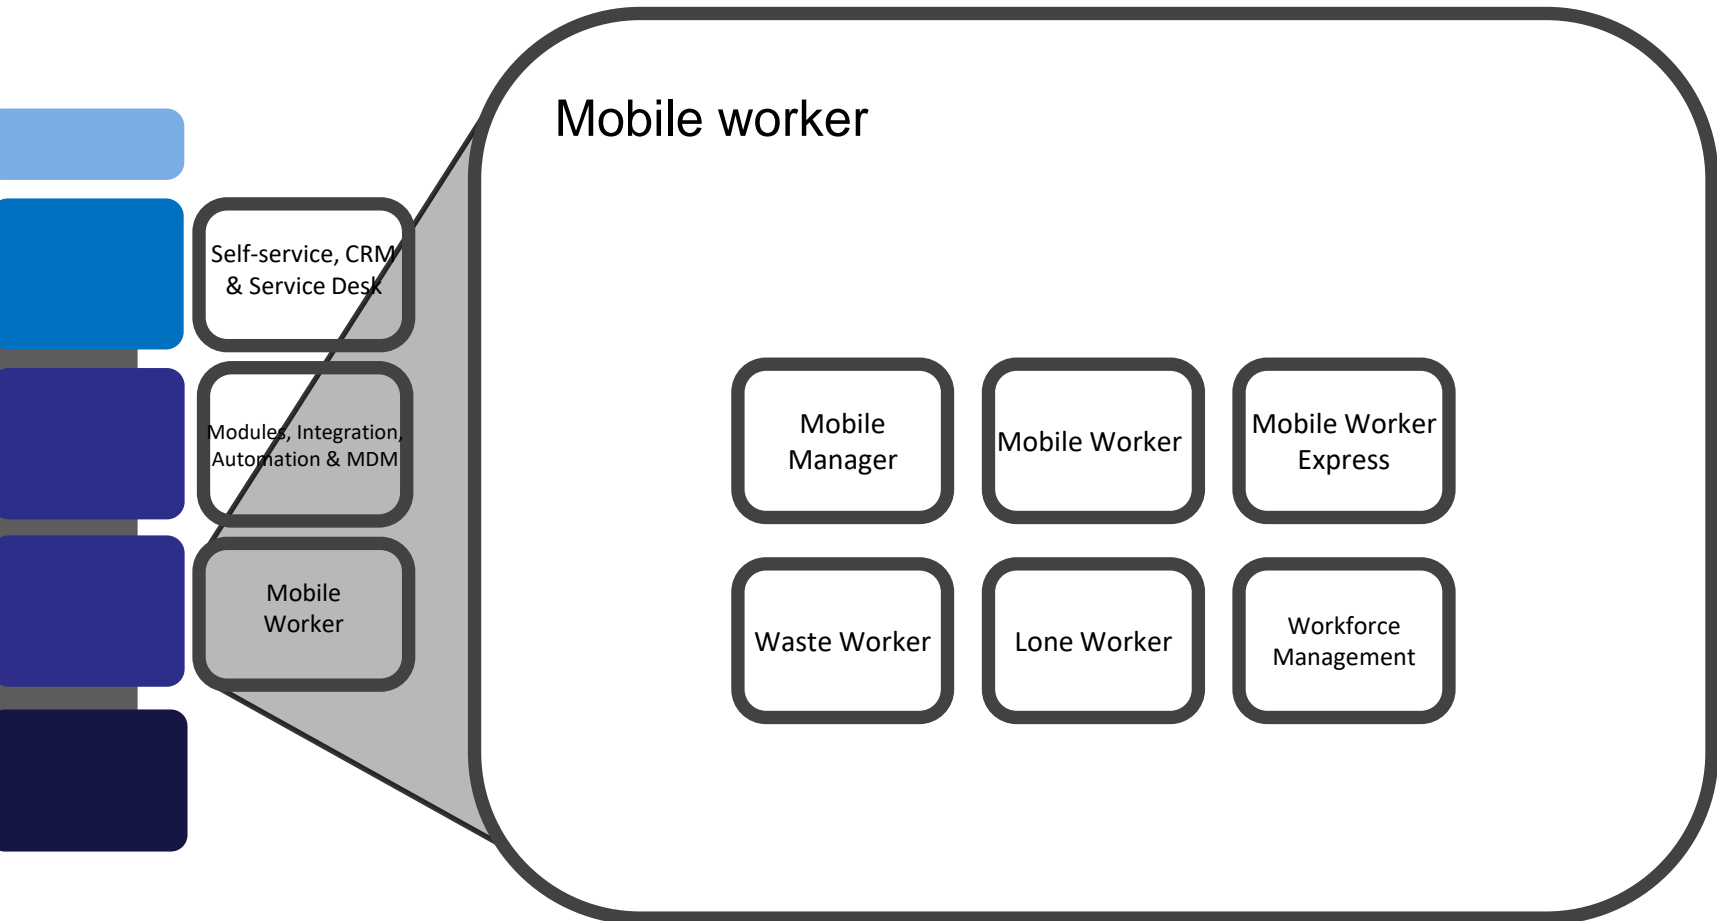 Mobile worker
Self-service, CRM
& Service Desk
Modules, Integration,
Automation & MDM
Mobile
Worker
Mobile
Manager
Mobile Worker
Mobile Worker
Express
Waste Worker
Lone Worker
Workforce
Management